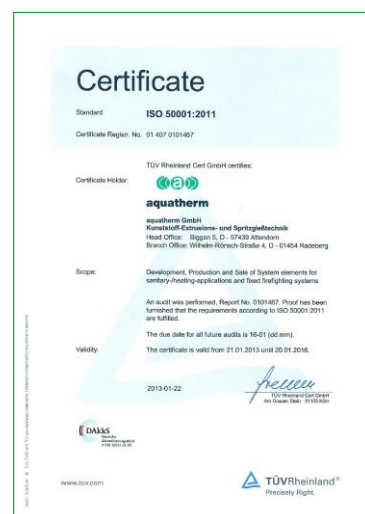 Certificate
Standard ISO 50001:2011
Certificate Registr. No. 01 407 0101467
TÜV Rheinland Cert GmbH certifies:
Certificate Holder:
a
aquatherm
aquatherm GmbH
Kunststoff-Extrusions- und Spritzgießtechnik
Head Office: Biggen 5, D - 57439 Attendorn
Branch Office: Wilhelm-Rönsch-Straße 4, D - 01454 Radeberg
Scope: Development, Production and Sale of System elements for
sanitary-/heating-applications and fixed firefighting systems
An audit was performed, Report No. 0101467. Proof has been
furnished that the requirements according to ISO 50001:2011
are fulfilled.
The due date for all future audits is 16-01 (dd.mm).
Validity: The certificate is valid from 21.01.2013 until 20.01.2016.
2013-01-22
TÜV Rheinland Cert GmbH
Am Grauen Stein · 51105 Köln
DAkkS
Deutsche
Akkreditierungsstelle
www.tuv.com
TÜVRheinland®
Precisely Right.